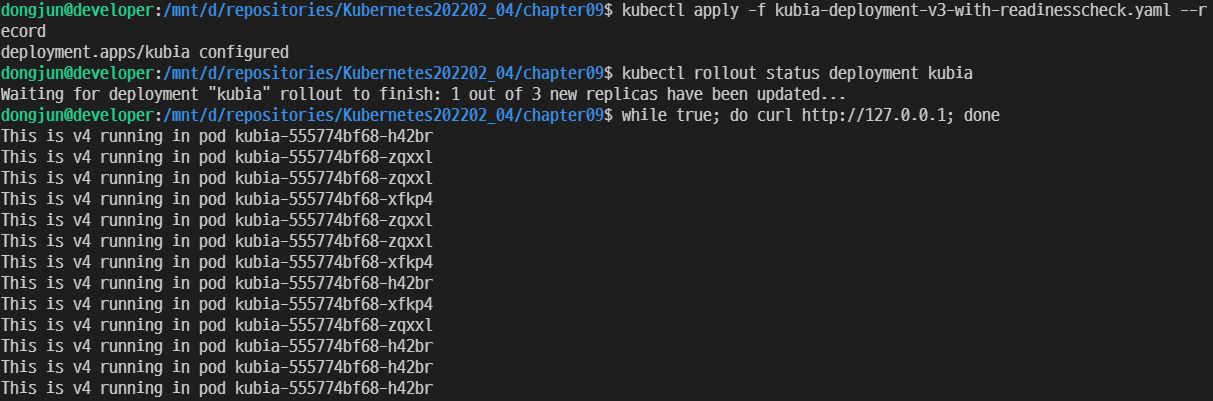 dongjun@developer:/mnt/d/repositories/Kubernetes202202_04/chapter09$ kubectl apply -f kubia-deployment-v3-with-readinesscheck.yaml --r
ecord
deployment.apps/kubia configured
dongjun@developer:/mnt/d/repositories/Kubernetes202202_04/chapter09$ kubectl rollout status deployment kubia
Waiting for deployment "kubia" rollout to finish: 1 out of 3 new replicas have been updated...
dongjun@developer:/mnt/d/repositories/Kubernetes202202_04/chapter09$ while true; do curl http://127.0.0.1; done
This is v4 running in pod kubia-555774bf68-h42br
This is v4 running in pod kubia-555774bf68-zqxxl
This is v4 running in pod kubia-555774bf68-zqxxl
This is v4 running in pod kubia-555774bf68-xfkp4
This is v4 running in pod kubia-555774bf68-zqxxl
This is v4 running in pod kubia-555774bf68-zqxxl
This is v4 running in pod kubia-555774bf68-xfkp4
This is v4 running in pod kubia-555774bf68-h42br
This is v4 running in pod kubia-555774bf68-xfkp4
This is v4 running in pod kubia-555774bf68-zqxxl
This is v4 running in pod kubia-555774bf68-h42br
This is v4 running in pod kubia-555774bf68-h42br
This is v4 running in pod kubia-555774bf68-h42br